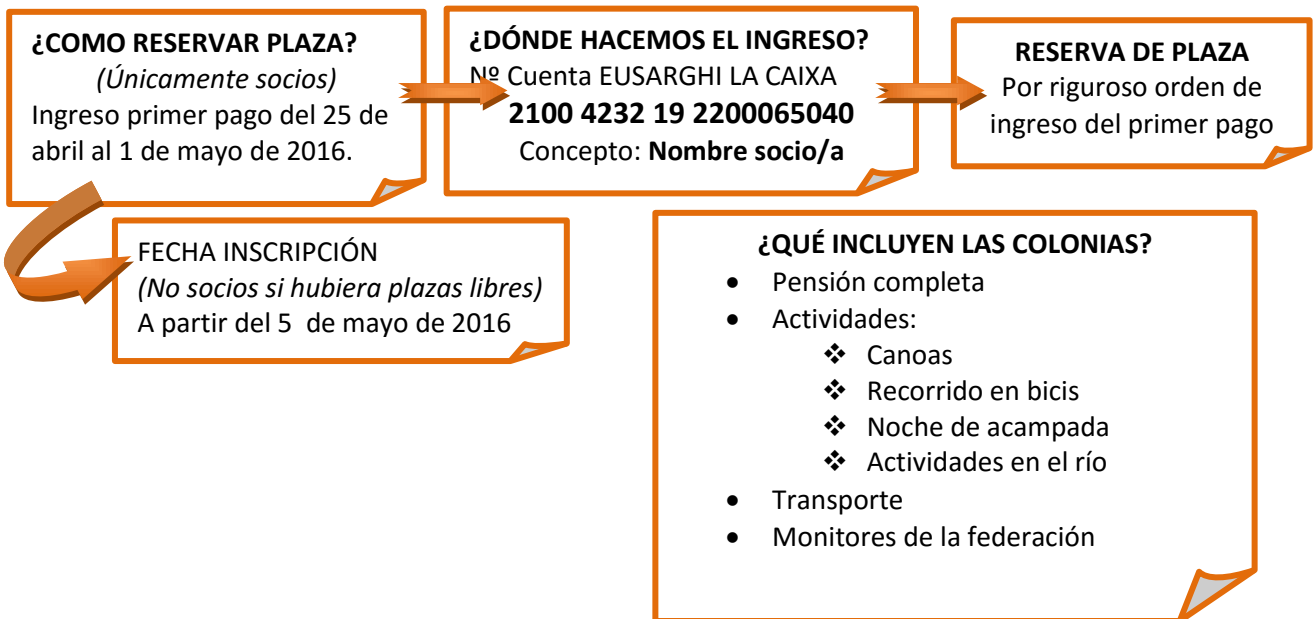 ¿COMO RESERVAR PLAZA?
(Únicamente socios)
Ingreso primer pago del 25 de
abril al 1 de mayo de 2016.
¿DÓNDE HACEMOS EL INGRESO?
Nº Cuenta EUSARGHI LA CAIXA
2100 4232 19 2200065040
Concepto: Nombre socio/a
RESERVA DE PLAZA
Por riguroso orden de
ingreso del primer pago
FECHA INSCRIPCIÓN
(No socios si hubiera plazas libres)
A partir del 5 de mayo de 2016
¿QUÉ INCLUYEN LAS COLONIAS?
• Pensión completa
• Actividades:
❖ Canoas
❖ Recorrido en bicis
❖ Noche de acampada
❖ Actividades en el río
• Transporte
• Monitores de la federación